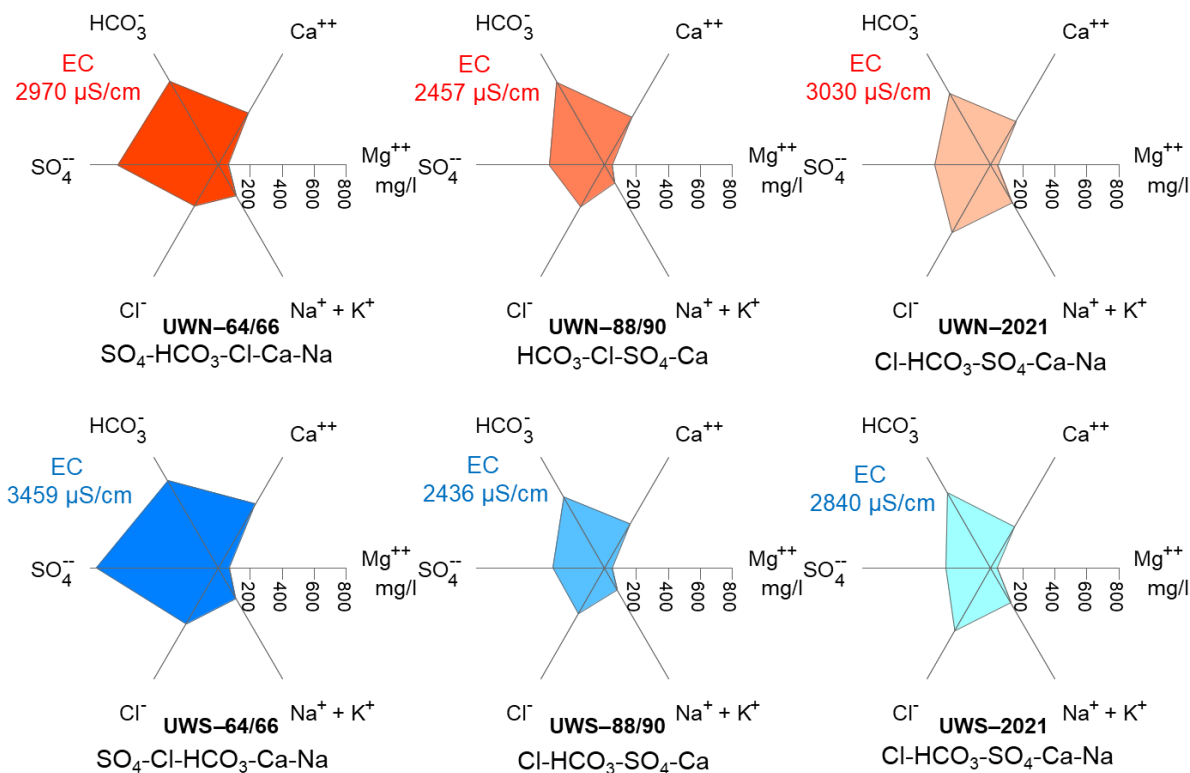 HCO₃⁻ Ca⁺⁺
EC
2970 µS/cm
SO₄⁻⁻ Mg⁺⁺
mg/l
200 400 600 800
Cl⁻ Na⁺ + K⁺
UWN–64/66
SO₄-HCO₃-Cl-Ca-Na
HCO₃⁻ Ca⁺⁺
EC
2457 µS/cm
SO₄⁻⁻ Mg⁺⁺
mg/l
200 400 600 800
Cl⁻ Na⁺ + K⁺
UWN–88/90
HCO₃-Cl-SO₄-Ca
HCO₃⁻ Ca⁺⁺
EC
3030 µS/cm
SO₄⁻⁻ Mg⁺⁺
mg/l
200 400 600 800
Cl⁻ Na⁺ + K⁺
UWN–2021
Cl-HCO₃-SO₄-Ca-Na
HCO₃⁻ Ca⁺⁺
EC
3459 µS/cm
SO₄⁻⁻ Mg⁺⁺
mg/l
200 400 600 800
Cl⁻ Na⁺ + K⁺
UWS–64/66
SO₄-Cl-HCO₃-Ca-Na
HCO₃⁻ Ca⁺⁺
EC
2436 µS/cm
SO₄⁻⁻ Mg⁺⁺
mg/l
200 400 600 800
Cl⁻ Na⁺ + K⁺
UWS–88/90
Cl-HCO₃-SO₄-Ca
HCO₃⁻ Ca⁺⁺
EC
2840 µS/cm
SO₄⁻⁻ Mg⁺⁺
mg/l
200 400 600 800
Cl⁻ Na⁺ + K⁺
UWS–2021
Cl-HCO₃-SO₄-Ca-Na